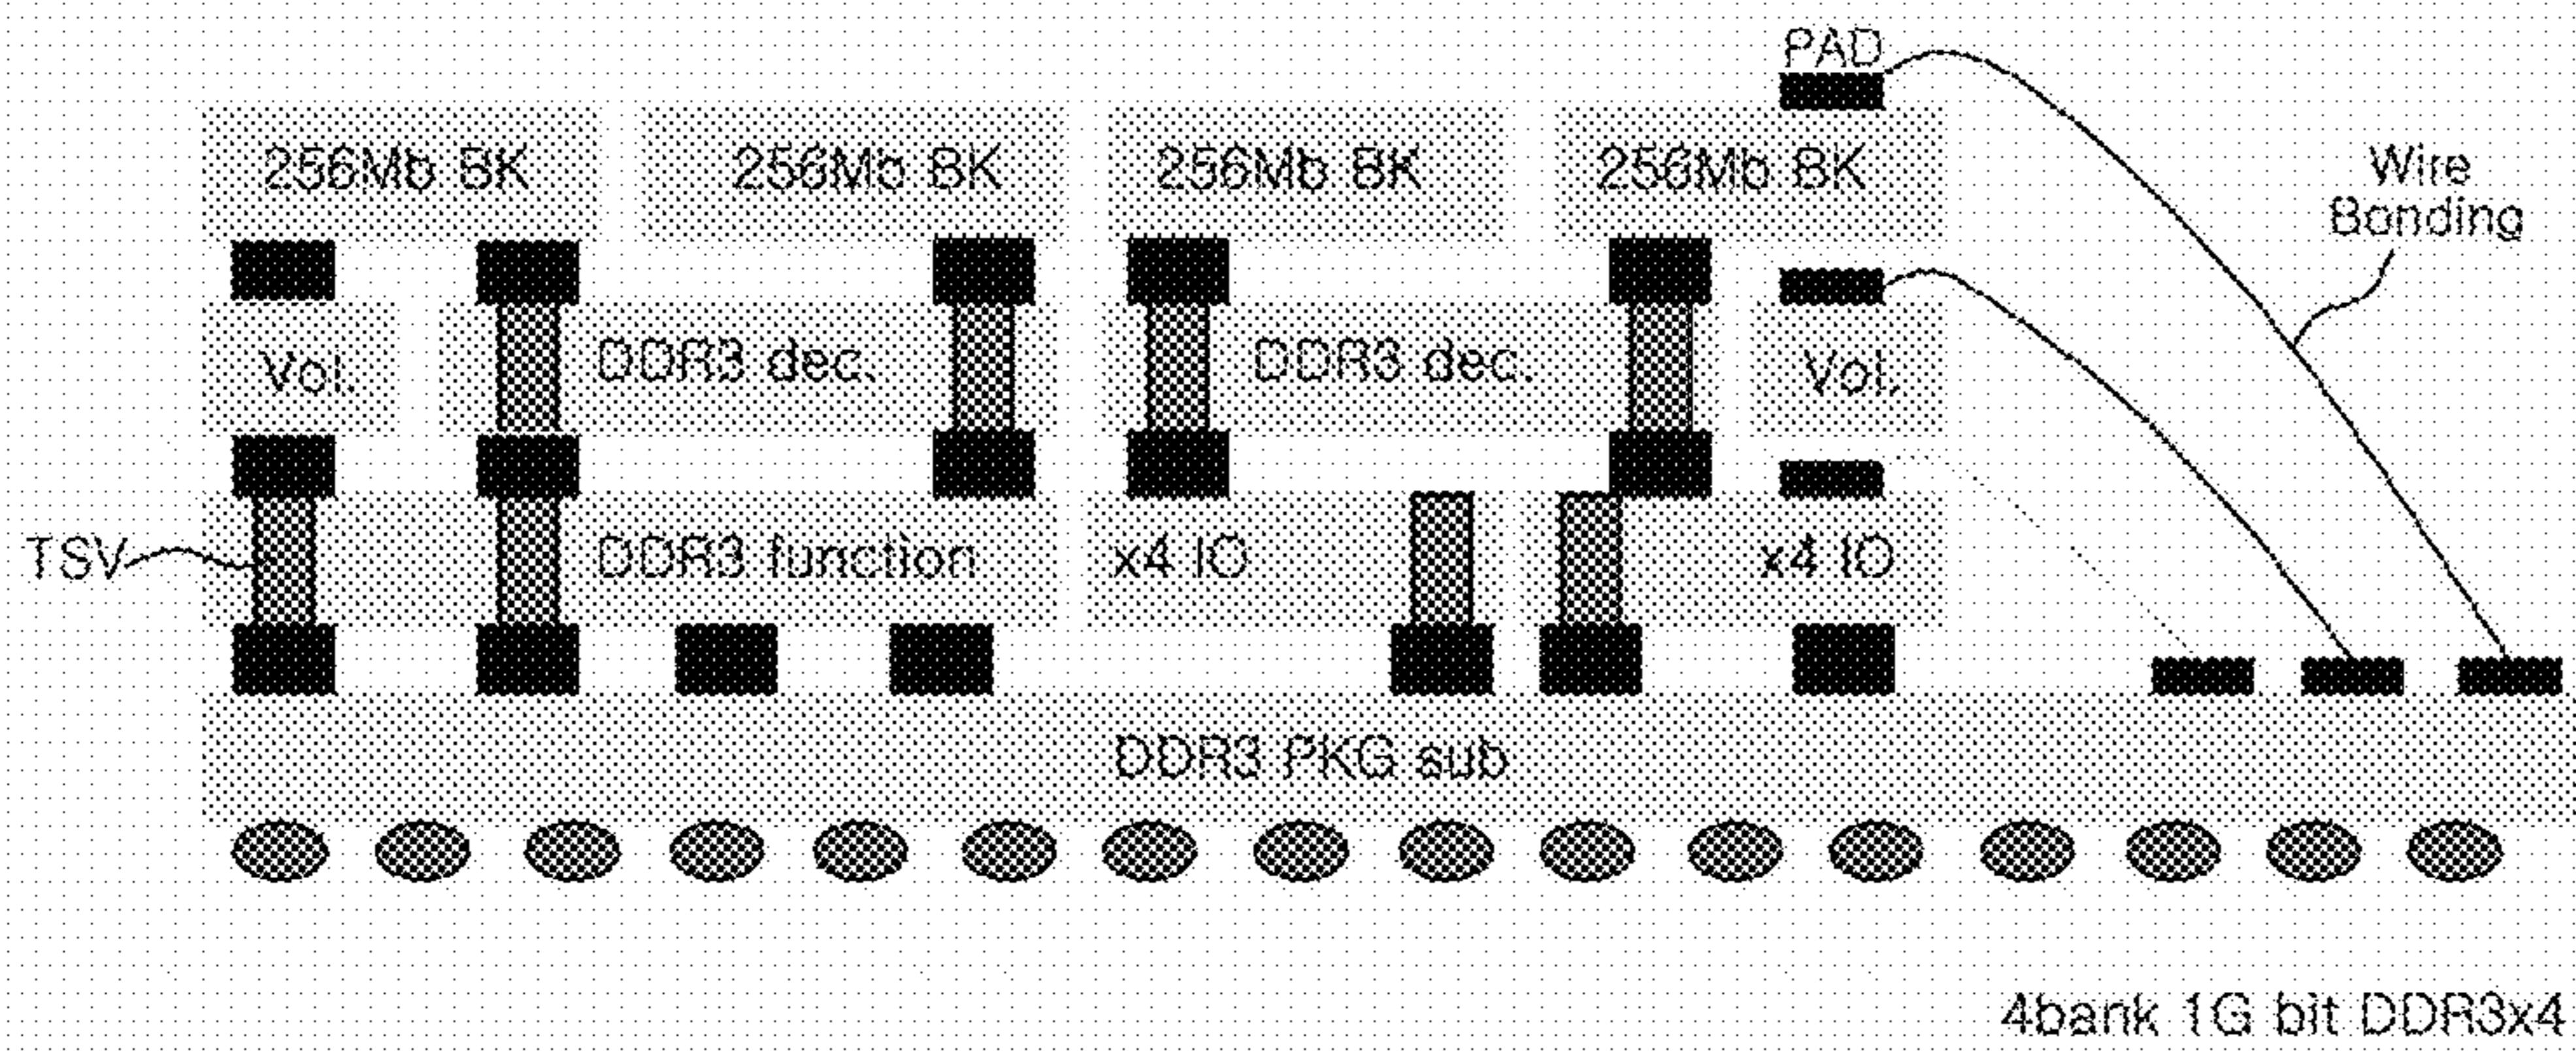 PAD
256Mb BK 256Mb BK 256Mb BK 256Mb BK
Wire
Bonding
Vol. DDR3 dec. DDR3 dec. Vol.
TSV DDR3 function x4 IO x4 IO
DDR3 PKG sub
4bank 1G bit DDR3x4